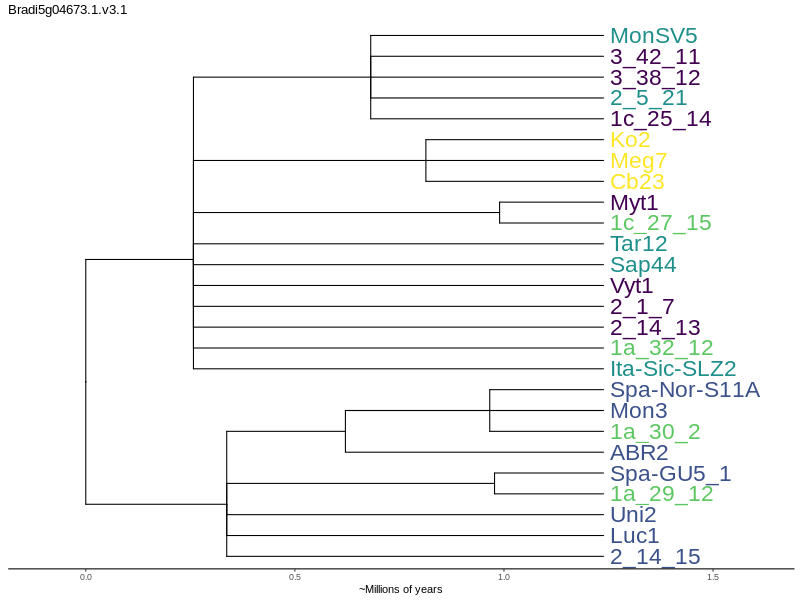 Bradi5g04673.1.v3.1
MonSV5
3_42_11
3_38_12
2_5_21
1c_25_14
Ko2
Meg7
Cb23
Myt1
1c_27_15
Tar12
Sap44
Vyt1
2_1_7
2_14_13
1a_32_12
Ita-Sic-SLZ2
Spa-Nor-S11A
Mon3
1a_30_2
ABR2
Spa-GU5_1
1a_29_12
Uni2
Luc1
2_14_15
0.0 0.5 1.0 1.5
~Millions of years